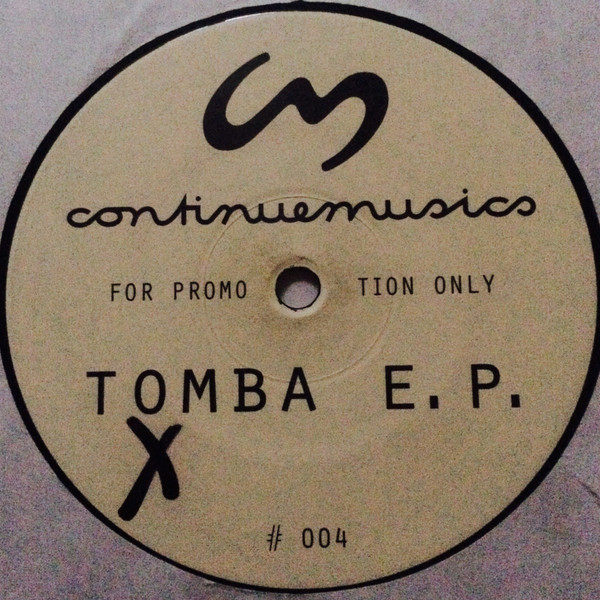 cm
continuemusics
FOR PROMO TION ONLY
TOMBA E.P.
X
# 004